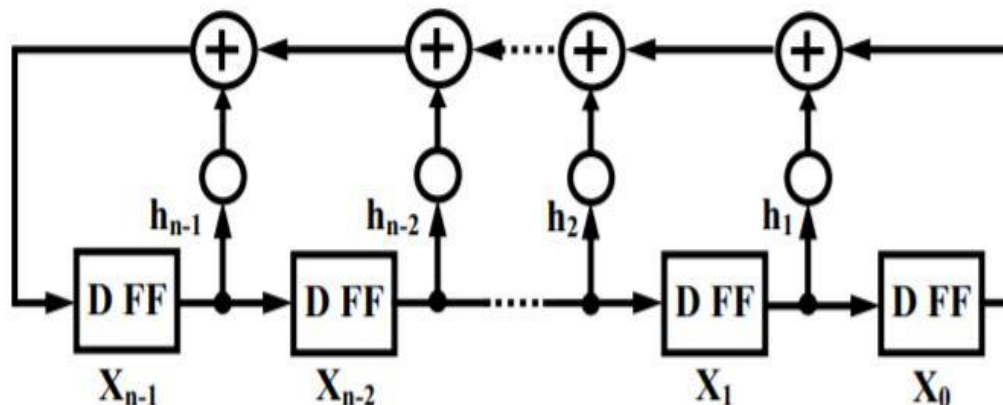 + + + +
h_{n-1} h_{n-2} h_2 h_1
D FF D FF D FF D FF
X_{n-1} X_{n-2} X_1 X_0